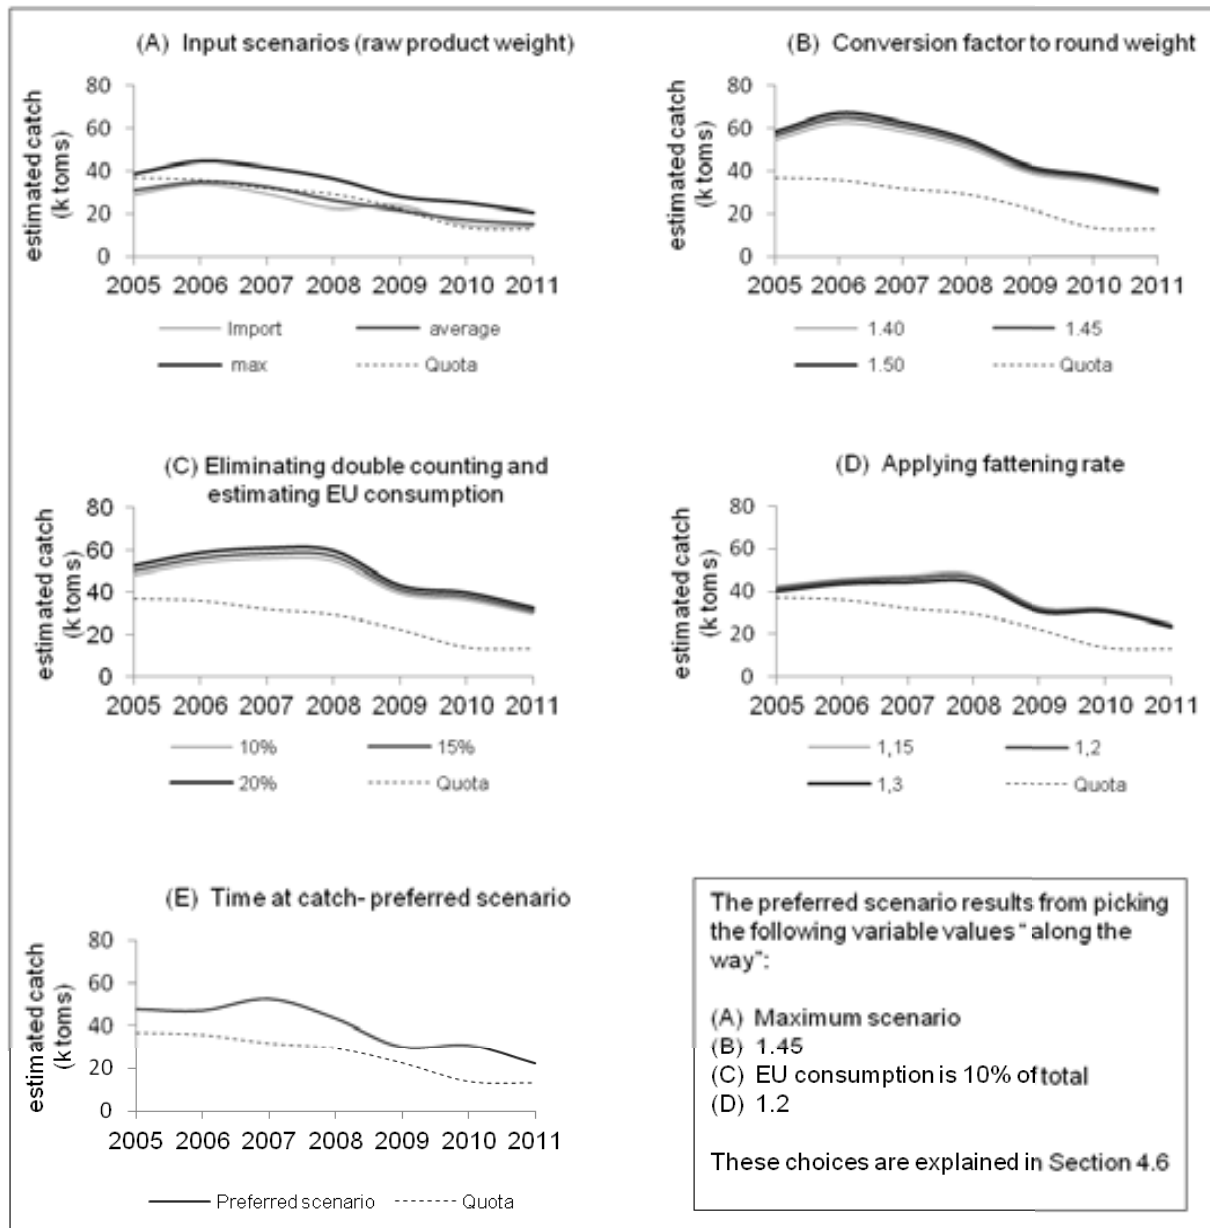 (A) Input scenarios (raw product weight)
estimated catch
(k toms)
80
60
40
20
0
2005 2006 2007 2008 2009 2010 2011
Import average
max Quota
(B) Conversion factor to round weight
estimated catch
(k toms)
80
60
40
20
0
2005 2006 2007 2008 2009 2010 2011
1.40 1.45
1.50 Quota
(C) Eliminating double counting and
estimating EU consumption
estimated catch
(k toms)
80
60
40
20
0
2005 2006 2007 2008 2009 2010 2011
10% 15%
20% Quota
(D) Applying fattening rate
estimated catch
(k toms)
80
60
40
20
0
2005 2006 2007 2008 2009 2010 2011
1,15 1,2
1,3 Quota
(E) Time at catch- preferred scenario
estimated catch
(k toms)
80
60
40
20
0
2005 2006 2007 2008 2009 2010 2011
Preferred scenario Quota
The preferred scenario results from picking
the following variable values “ along the
way”:
(A) Maximum scenario
(B) 1.45
(C) EU consumption is 10% of total
(D) 1.2
These choices are explained in Section 4.6